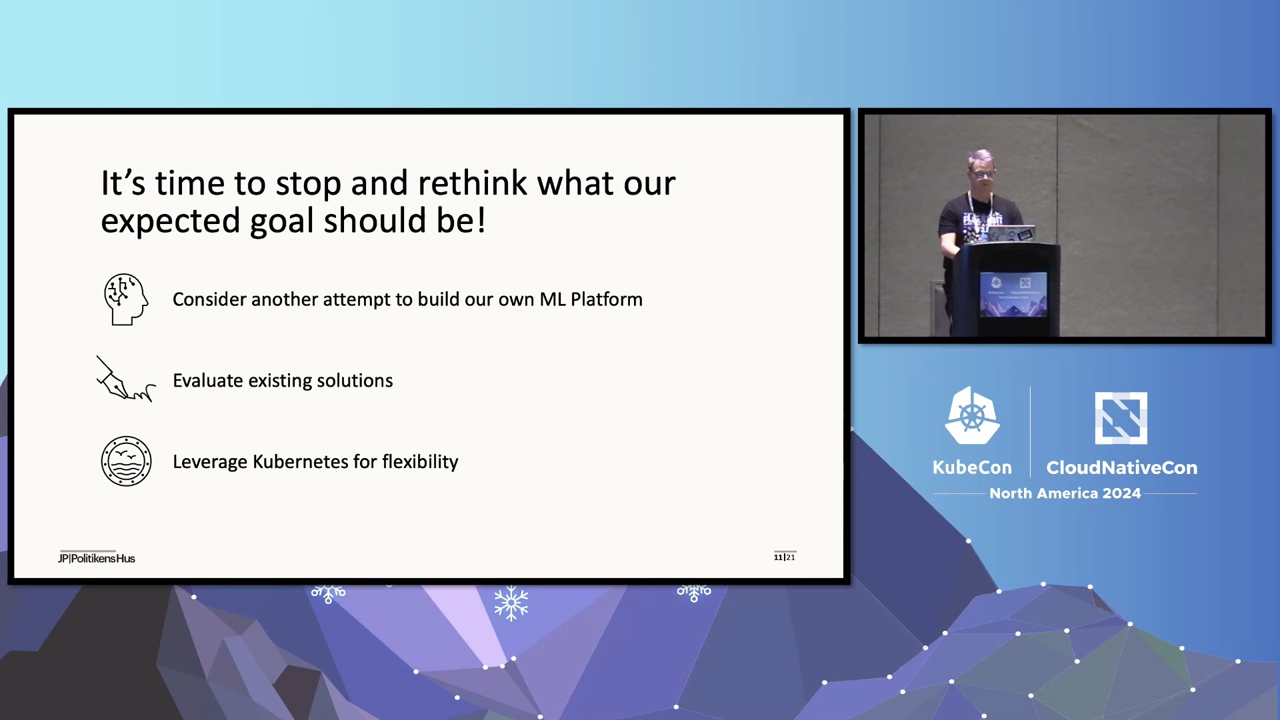 It’s time to stop and rethink what our
expected goal should be!
Consider another attempt to build our own ML Platform
Evaluate existing solutions
Leverage Kubernetes for flexibility
JP|PolitikensHus
11|21
KubeCon
CloudNativeCon
North America 2024